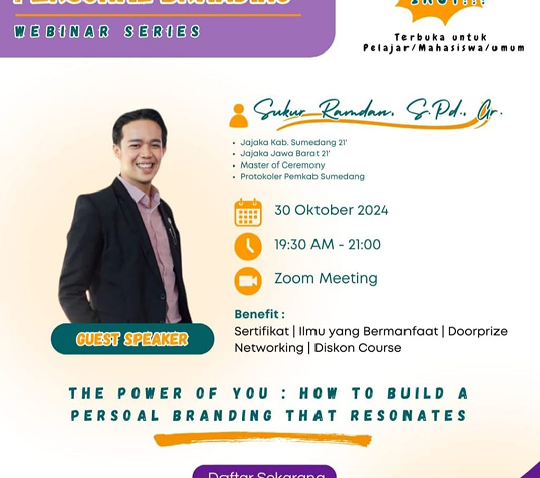 PERSONAL BRANDING
WEBINAR SERIES
Terbuka untuk
Pelajar/Mahasiswa/umum
Sukur Ramdan, S.Pd., Gr.
Jajaka Kab. Sumedang 21'
Jajaka Jawa Barat 21'
Master of Ceremony
Protokoler Pemkab Sumedang
30 Oktober 2024
19:30 AM - 21:00
Zoom Meeting
GUEST SPEAKER
Benefit :
Sertifikat | Ilmu yang Bermanfaat | Doorprize
Networking | Diskon Course
THE POWER OF YOU : HOW TO BUILD A
PERSOAL BRANDING THAT RESONATES
Daftar Sekarang